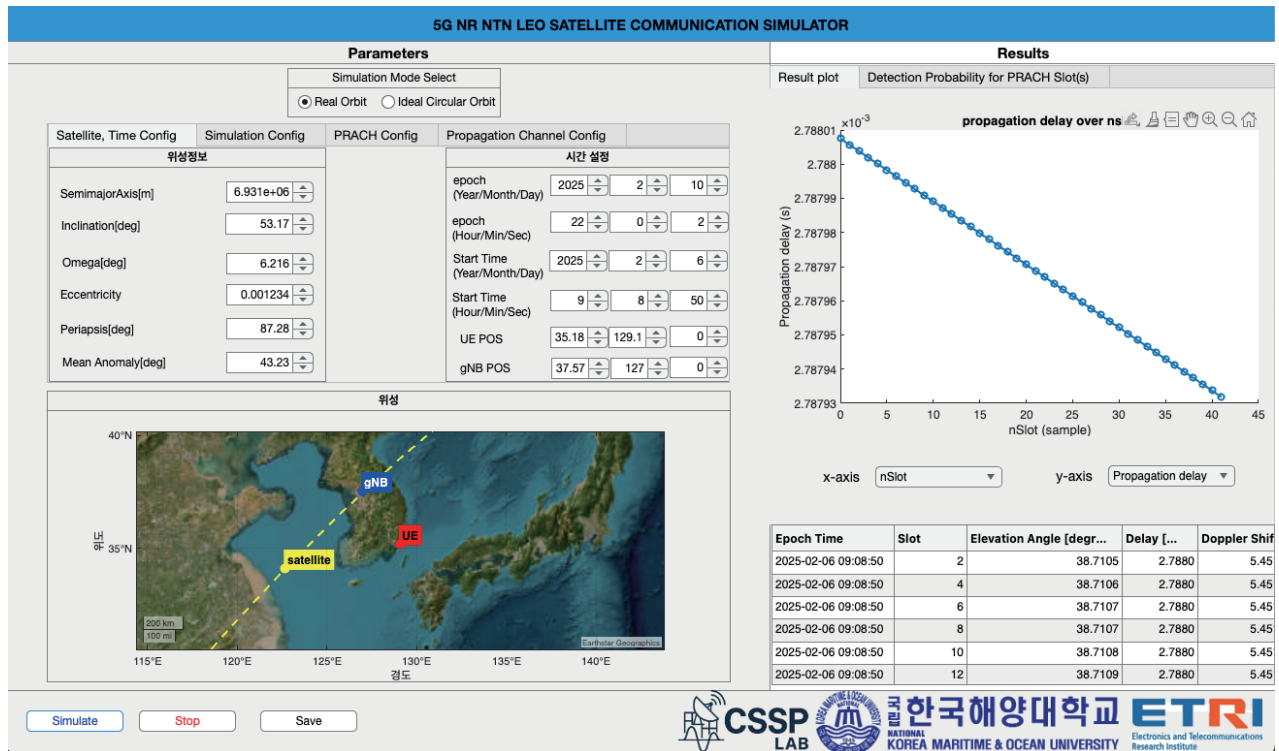 5G NR NTN LEO SATELLITE COMMUNICATION SIMULATOR
Parameters
Simulation Mode Select
Real Orbit
Ideal Circular Orbit
Satellite, Time Config
Simulation Config
PRACH Config
Propagation Channel Config
위성정보
SemimajorAxis[m]
6.931e+06
Inclination[deg]
53.17
Omega[deg]
6.216
Eccentricity
0.001234
Periapsis[deg]
87.28
Mean Anomaly[deg]
43.23
시간 설정
epoch
(Year/Month/Day)
2025 2 10
epoch
(Hour/Min/Sec)
22 0 2
Start Time
(Year/Month/Day)
2025 2 6
Start Time
(Hour/Min/Sec)
9 8 50
UE POS
35.18 129.1 0
gNB POS
37.57 127 0
위성
40°N
35°N
위도
gNB
UE
satellite
200 km
100 mi
Earthstar Geographics
115°E 120°E 125°E 130°E 135°E 140°E
경도
Results
Result plot
Detection Probability for PRACH Slot(s)
×10⁻³
propagation delay over ns
2.78801
2.788
2.78799
2.78798
2.78797
2.78796
2.78795
2.78794
2.78793
Propagation delay (s)
0 5 10 15 20 25 30 35 40 45
nSlot (sample)
x-axis
nSlot
y-axis
Propagation delay
Epoch Time Slot Elevation Angle [degr... Delay [... Doppler Shif
2025-02-06 09:08:50 2 38.7105 2.7880 5.45
2025-02-06 09:08:50 4 38.7106 2.7880 5.45
2025-02-06 09:08:50 6 38.7107 2.7880 5.45
2025-02-06 09:08:50 8 38.7107 2.7880 5.45
2025-02-06 09:08:50 10 38.7108 2.7880 5.45
2025-02-06 09:08:50 12 38.7109 2.7880 5.45
Simulate
Stop
Save
CSSP
LAB
국립 한국해양대학교
NATIONAL
KOREA MARITIME & OCEAN UNIVERSITY
ETRI
Electronics and Telecommunications
Research Institute